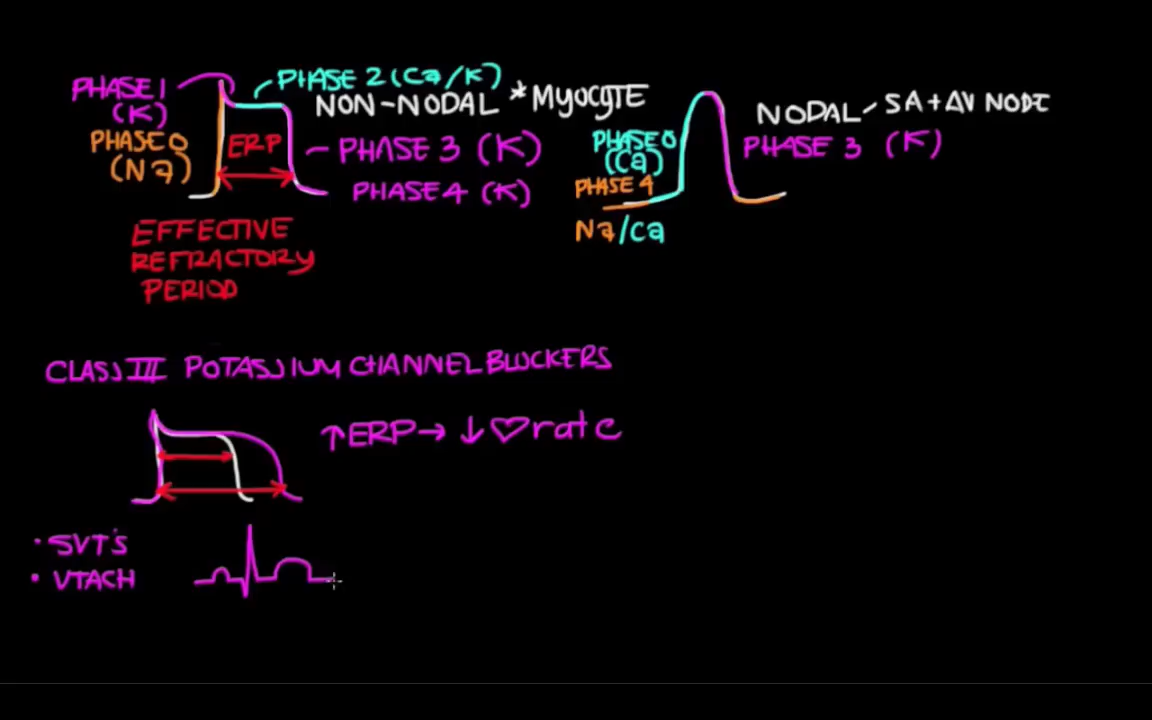 PHASE 1
(K)
PHASE 0
(Na)
PHASE 2 (Ca/K)
NON-NODAL *MYOCYTE
ERP
PHASE 3 (K)
PHASE 4 (K)
EFFECTIVE
REFRACTORY
PERIOD
NODAL - SA + AV NODE
PHASE 0
(Ca)
PHASE 3 (K)
PHASE 4
Na/Ca
CLASS III POTASSIUM CHANNEL BLOCKERS
↑ERP→ ↓♡rate
• SVT's
• VTACH